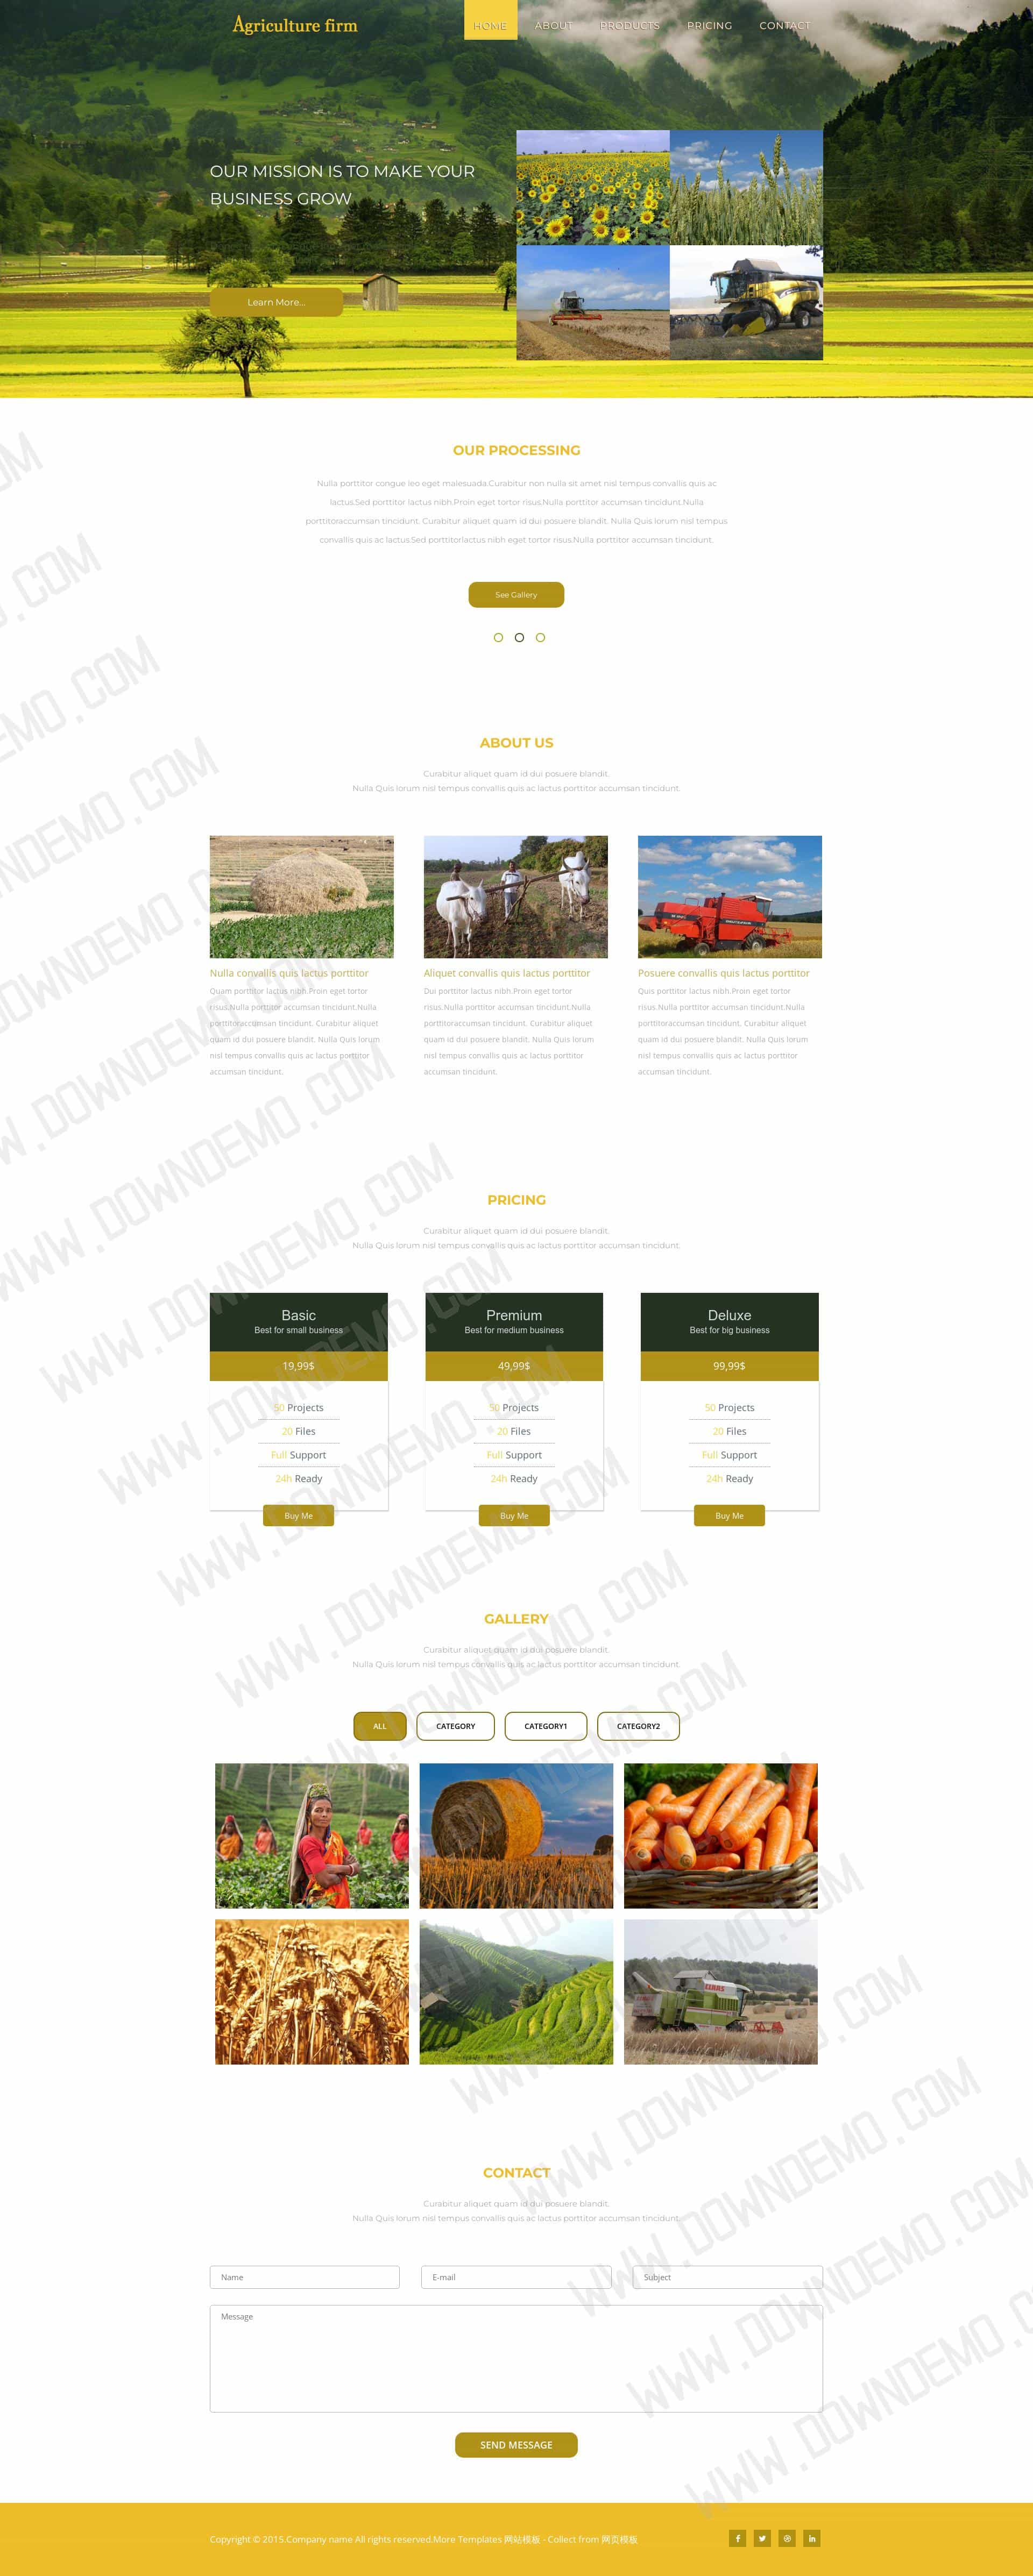 Agriculture firm
HOME ABOUT PRODUCTS PRICING CONTACT
OUR MISSION IS TO MAKE YOUR
BUSINESS GROW
Learn More...
OUR PROCESSING
Nulla porttitor congue leo eget malesuada.Curabitur non nulla sit amet nisl tempus convallis quis ac
lactus.Sed porttitor lactus nibh.Proin eget tortor risus.Nulla porttitor accumsan tincidunt.Nulla
porttitoraccumsan tincidunt. Curabitur aliquet quam id dui posuere blandit. Nulla Quis lorum nisl tempus
convallis quis ac lactus.Sed porttitorlactus nibh eget tortor risus.Nulla porttitor accumsan tincidunt.
See Gallery
ABOUT US
Curabitur aliquet quam id dui posuere blandit.
Nulla Quis lorum nisl tempus convallis quis ac lactus porttitor accumsan tincidunt.
Nulla convallis quis lactus porttitor
Quam porttitor lactus nibh.Proin eget tortor
risus.Nulla porttitor accumsan tincidunt.Nulla
porttitoraccumsan tincidunt. Curabitur aliquet
quam id dui posuere blandit. Nulla Quis lorum
nisl tempus convallis quis ac lactus porttitor
accumsan tincidunt.
Aliquet convallis quis lactus porttitor
Dui porttitor lactus nibh.Proin eget tortor
risus.Nulla porttitor accumsan tincidunt.Nulla
porttitoraccumsan tincidunt. Curabitur aliquet
quam id dui posuere blandit. Nulla Quis lorum
nisl tempus convallis quis ac lactus porttitor
accumsan tincidunt.
Posuere convallis quis lactus porttitor
Quis porttitor lactus nibh.Proin eget tortor
risus.Nulla porttitor accumsan tincidunt.Nulla
porttitoraccumsan tincidunt. Curabitur aliquet
quam id dui posuere blandit. Nulla Quis lorum
nisl tempus convallis quis ac lactus porttitor
accumsan tincidunt.
PRICING
Curabitur aliquet quam id dui posuere blandit.
Nulla Quis lorum nisl tempus convallis quis ac lactus porttitor accumsan tincidunt.
Basic
Best for small business
19,99$
50 Projects
20 Files
Full Support
24h Ready
Buy Me
Premium
Best for medium business
49,99$
50 Projects
20 Files
Full Support
24h Ready
Buy Me
Deluxe
Best for big business
99,99$
50 Projects
20 Files
Full Support
24h Ready
Buy Me
GALLERY
Curabitur aliquet quam id dui posuere blandit.
Nulla Quis lorum nisl tempus convallis quis ac lactus porttitor accumsan tincidunt.
ALL CATEGORY CATEGORY1 CATEGORY2
CLAAS
CONTACT
Curabitur aliquet quam id dui posuere blandit.
Nulla Quis lorum nisl tempus convallis quis ac lactus porttitor accumsan tincidunt.
Name E-mail Subject
Message
SEND MESSAGE
Copyright © 2015.Company name All rights reserved.More Templates 网站模板 - Collect from 网页模板
WWW.DOWNDEMO.COM